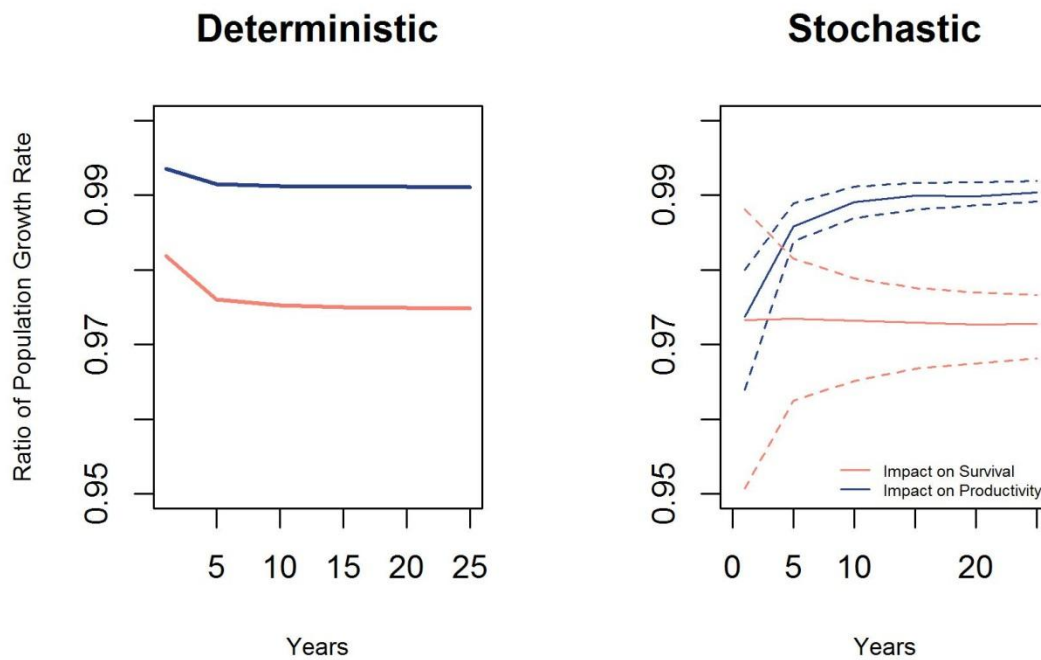 Deterministic
Stochastic
Ratio of Population Growth Rate
0.99
0.97
0.95
5 10 15 20 25
Years
0.99
0.97
0.95
0 5 10 20
Years
Impact on Survival
Impact on Productivity